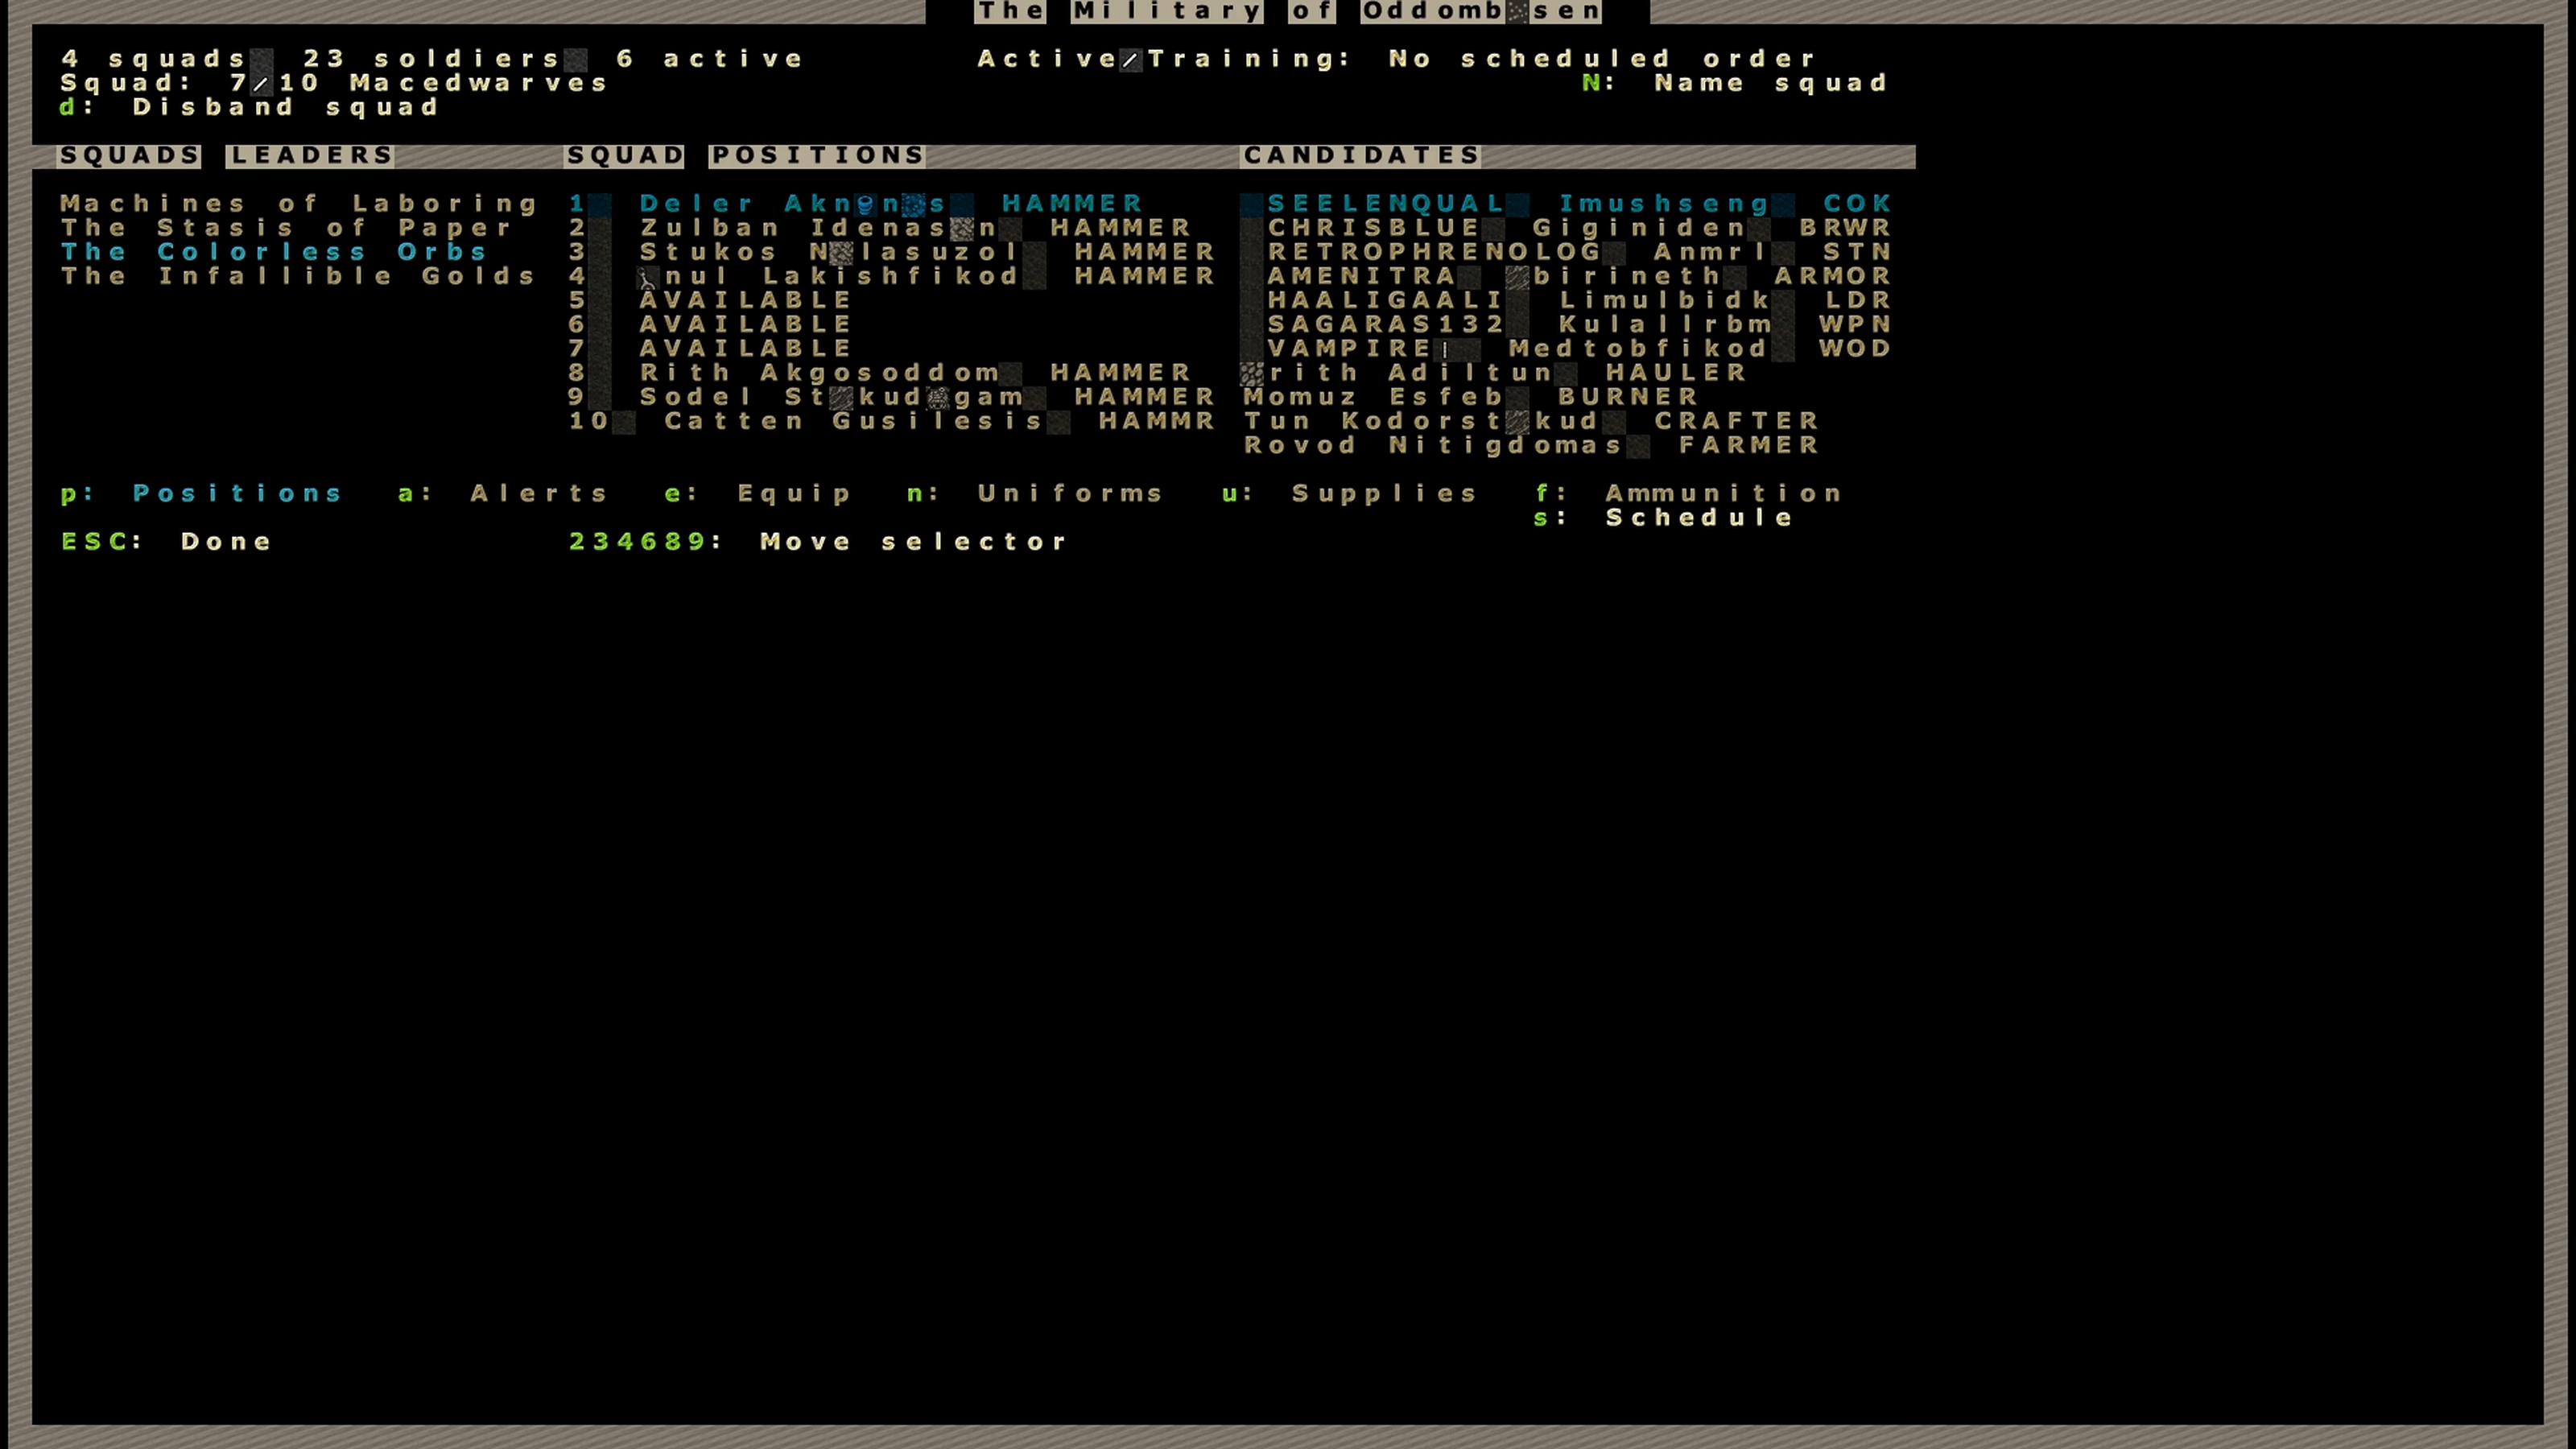 The Military of Oddomb sen
4 squads 23 soldiers 6 active Active/Training: No scheduled order
Squad: 7/10 Macedwarves N: Name squad
d: Disband squad
SQUADS LEADERS SQUAD POSITIONS CANDIDATES
Machines of Laboring 1 Deler Akn n s HAMMER SEELENQUAL Imushseng COK
The Stasis of Paper 2 Zulban Idenas n HAMMER CHRISBLUE Giginiden BRWR
The Colorless Orbs 3 Stukos N lasuzol HAMMER RETROPHRENOLOG Anmrl STN
The Infallible Golds 4 nul Lakishfikod HAMMER AMENITRA birineth ARMOR
5 AVAILABLE HAALIGAALI Limulbidk LDR
6 AVAILABLE SAGARAS132 Kulallrbm WPN
7 AVAILABLE VAMPIRE Medtobfikod WOD
8 Rith Akgosoddom HAMMER rith Adiltun HAULER
9 Sodel St kud gam HAMMER Momuz Esfeb BURNER
10 Catten Gusilesis HAMMR Tun Kodorst kud CRAFTER
Rovod Nitigdomas FARMER
p: Positions a: Alerts e: Equip n: Uniforms u: Supplies f: Ammunition
s: Schedule
ESC: Done 234689: Move selector